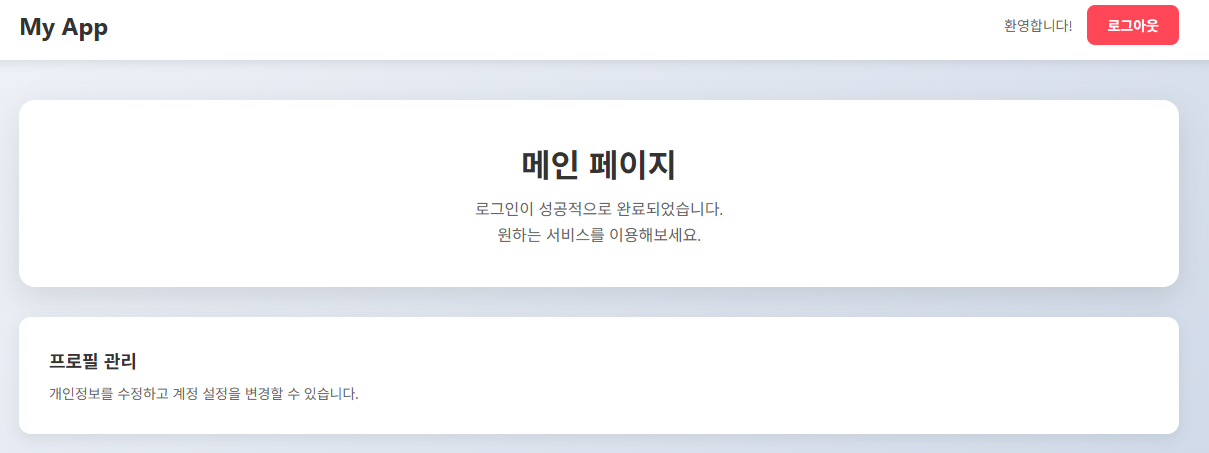 My App
환영합니다!
로그아웃
메인 페이지
로그인이 성공적으로 완료되었습니다.
원하는 서비스를 이용해보세요.
프로필 관리
개인정보를 수정하고 계정 설정을 변경할 수 있습니다.